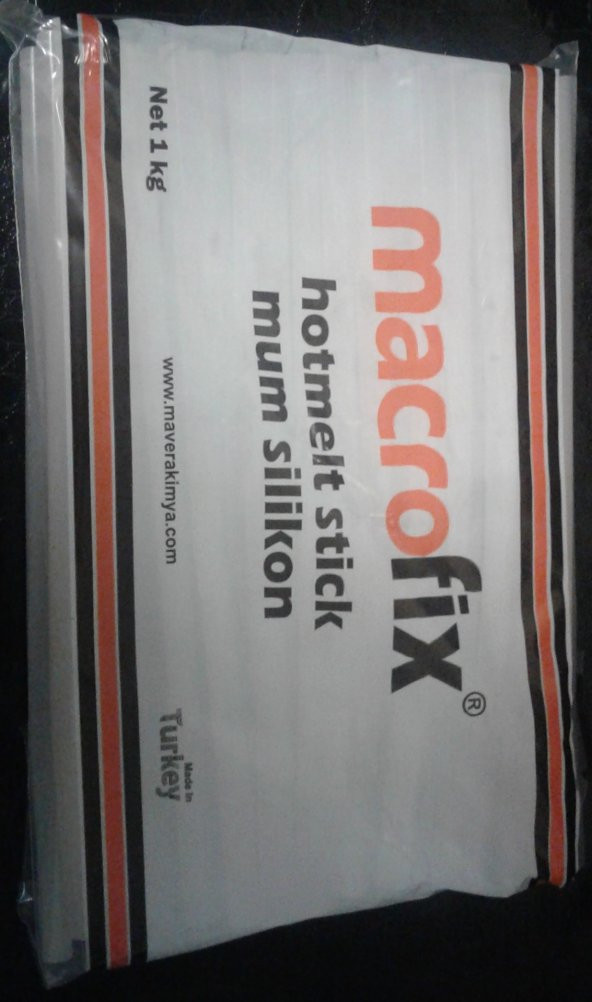 macrofix®
hotmelt stick
mum silikon
Net 1 kg
www.maverakimya.com
Made In
Turkey